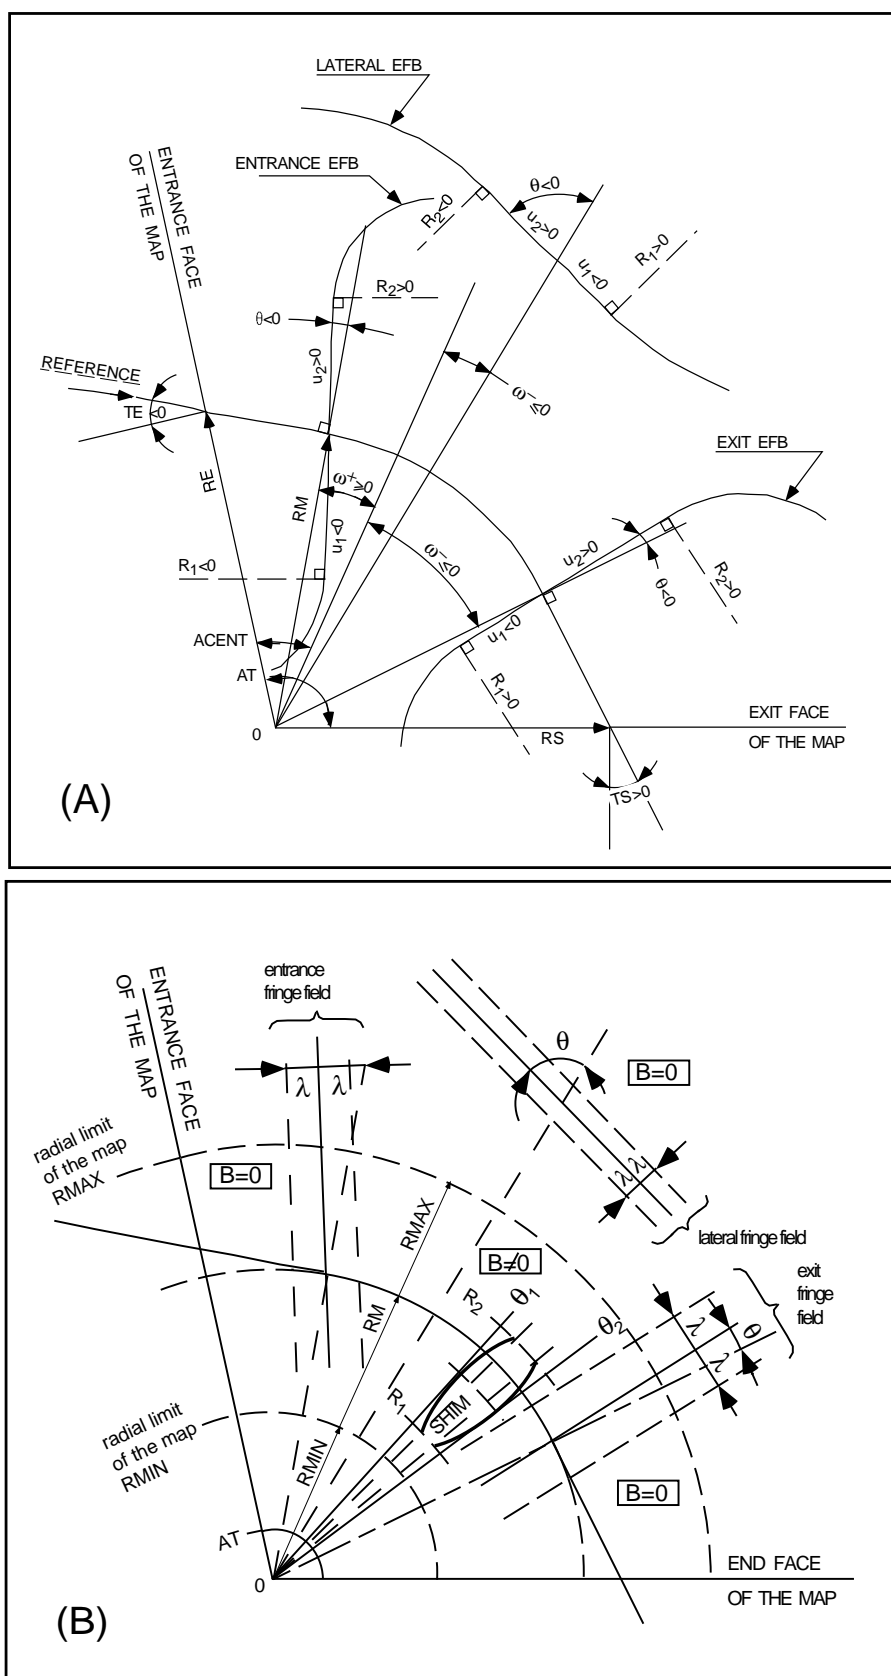 LATERAL EFB
ENTRANCE FACE
OF THE MAP
ENTRANCE EFB
θ<0
R2<0
u2>0
R1>0
u1<0
R2>0
θ<0
u2>0
REFERENCE
TE<0
ω−≤0
EXIT EFB
RE
RM
ω+≥0
u1<0
R1<0
ω−≤0
u2>0
θ<0
R2>0
u1<0
ACENT
AT
R1>0
0
RS
EXIT FACE
OF THE MAP
TS>0
(A)
entrance
fringe field
ENTRANCE FACE
OF THE MAP
θ
B=0
λ λ
radial limit
of the map
RMAX
B=0
λ λ
lateral fringe field
RMAX
B≠0
exit
fringe
field
RM
R2
θ1
θ2
λ
θ
λ
R1
SHIM
radial limit
of the map
RMIN
RMIN
B=0
AT
0
END FACE
OF THE MAP
(B)